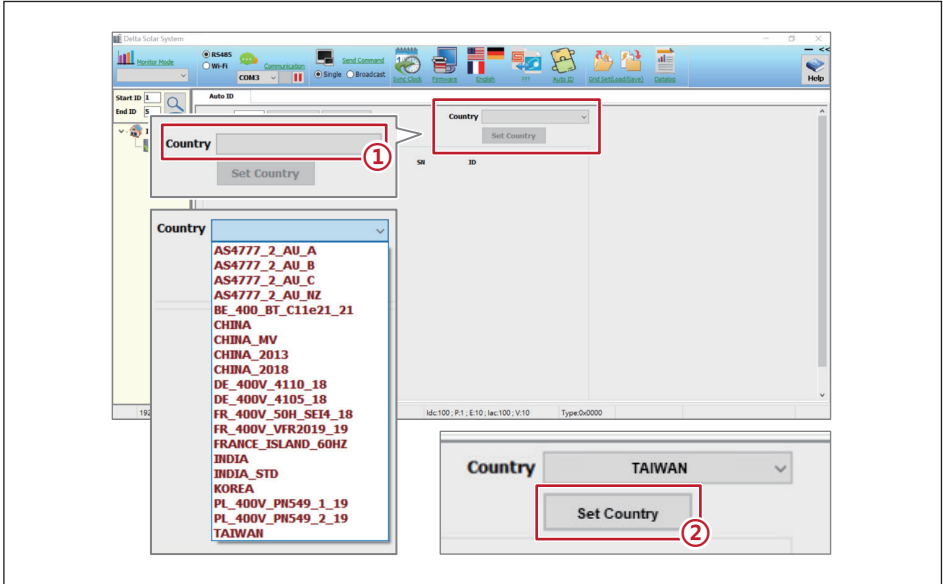 Delta Solar System
Monitor Mode
RS485
Wi-Fi
Communication
COM3
Send Command
Single Broadcast
Sync Clock
Firmware
English
???
Auto ID
Grid Set(Load/Save)
Datalog
<<
Help
Start ID 1
End ID 5
Auto ID
Country
Set Country
SN ID
Country
1
Set Country
Country
AS4777_2_AU_A
AS4777_2_AU_B
AS4777_2_AU_C
AS4777_2_AU_NZ
BE_400_BT_C11e21_21
CHINA
CHINA_MV
CHINA_2013
CHINA_2018
DE_400V_4110_18
DE_400V_4105_18
FR_400V_50H_SEI4_18
FR_400V_VFR2019_19
FRANCE_ISLAND_60HZ
INDIA
INDIA_STD
KOREA
PL_400V_PN549_1_19
PL_400V_PN549_2_19
TAIWAN
192
Idc:100 ; P:1 ; E:10 ; Iac:100 ; V:10 Type:0x0000
Country TAIWAN
Set Country
2